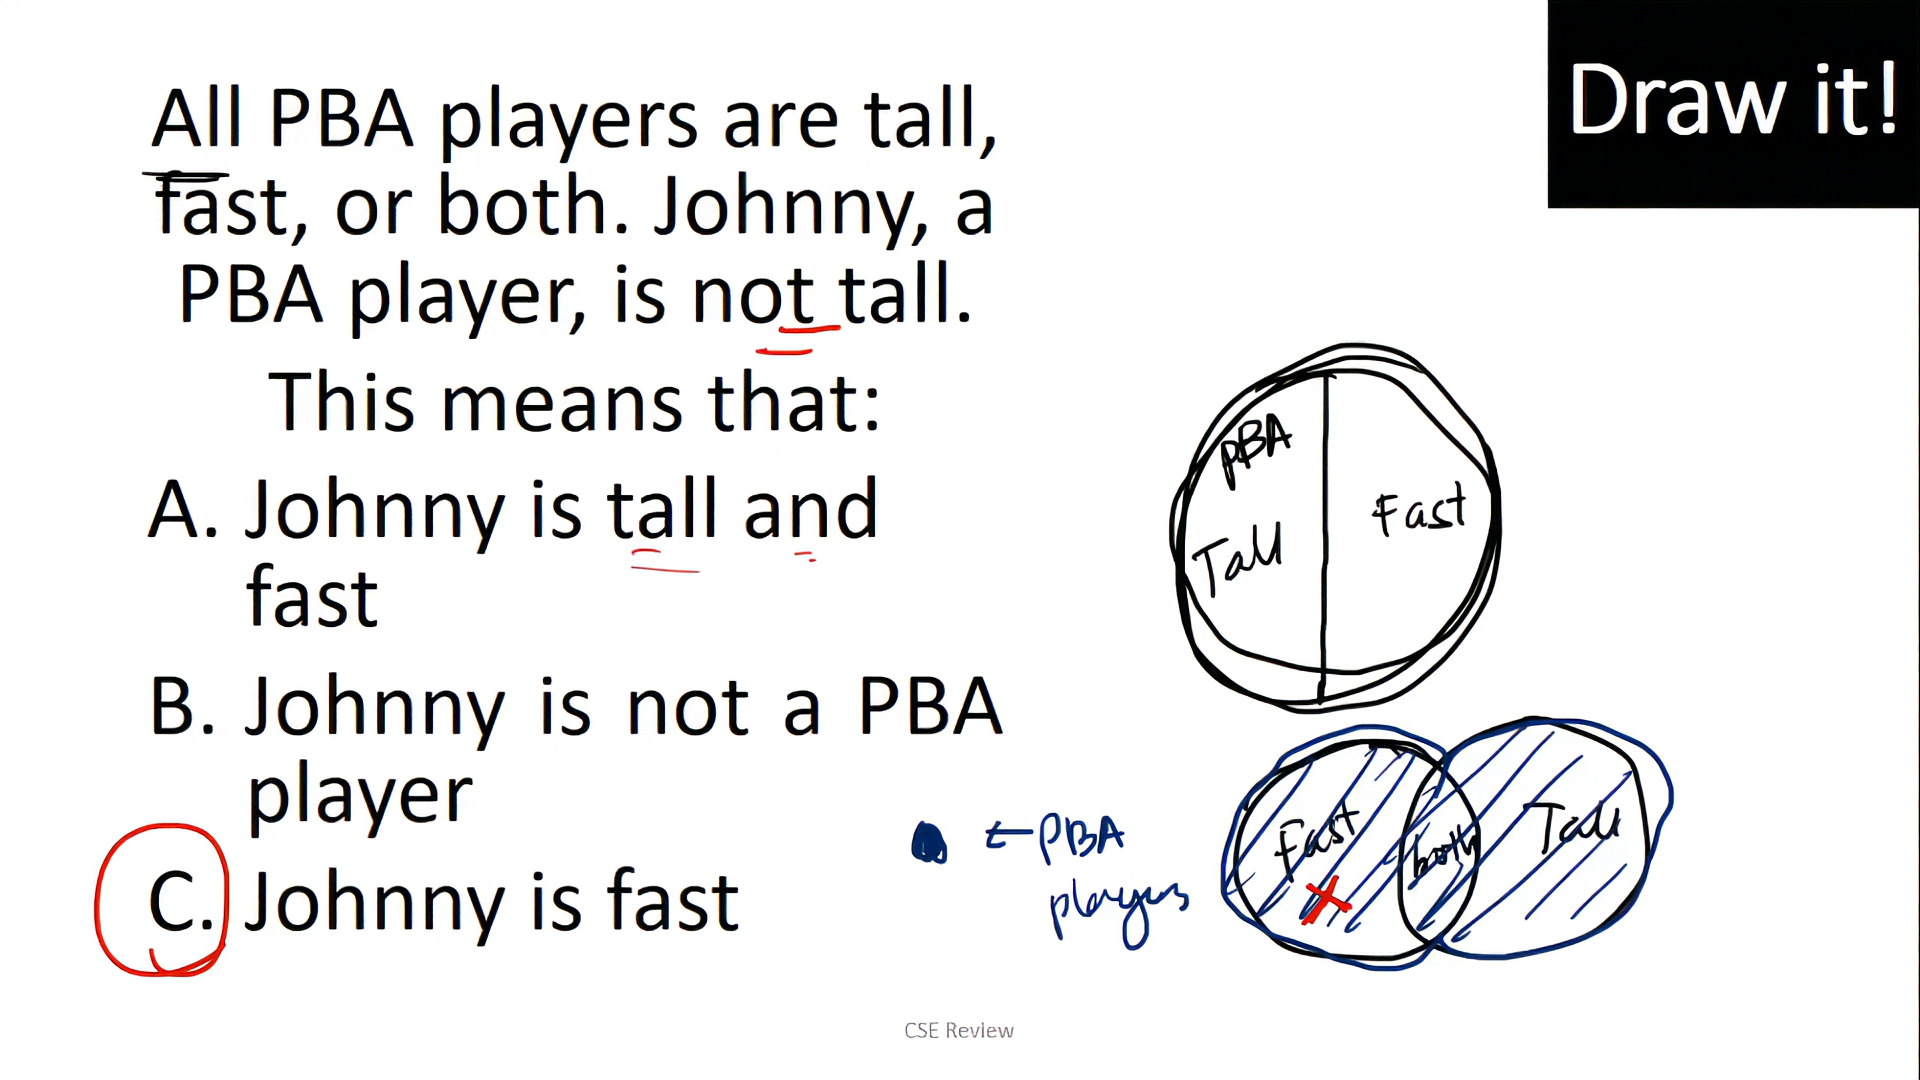 Draw it!
All PBA players are tall,
fast, or both. Johnny, a
PBA player, is not tall.
This means that:
A. Johnny is tall and
fast
B. Johnny is not a PBA
player
C. Johnny is fast
PBA
Tall
Fast
PBA
players
Fast
both
Tall
CSE Review